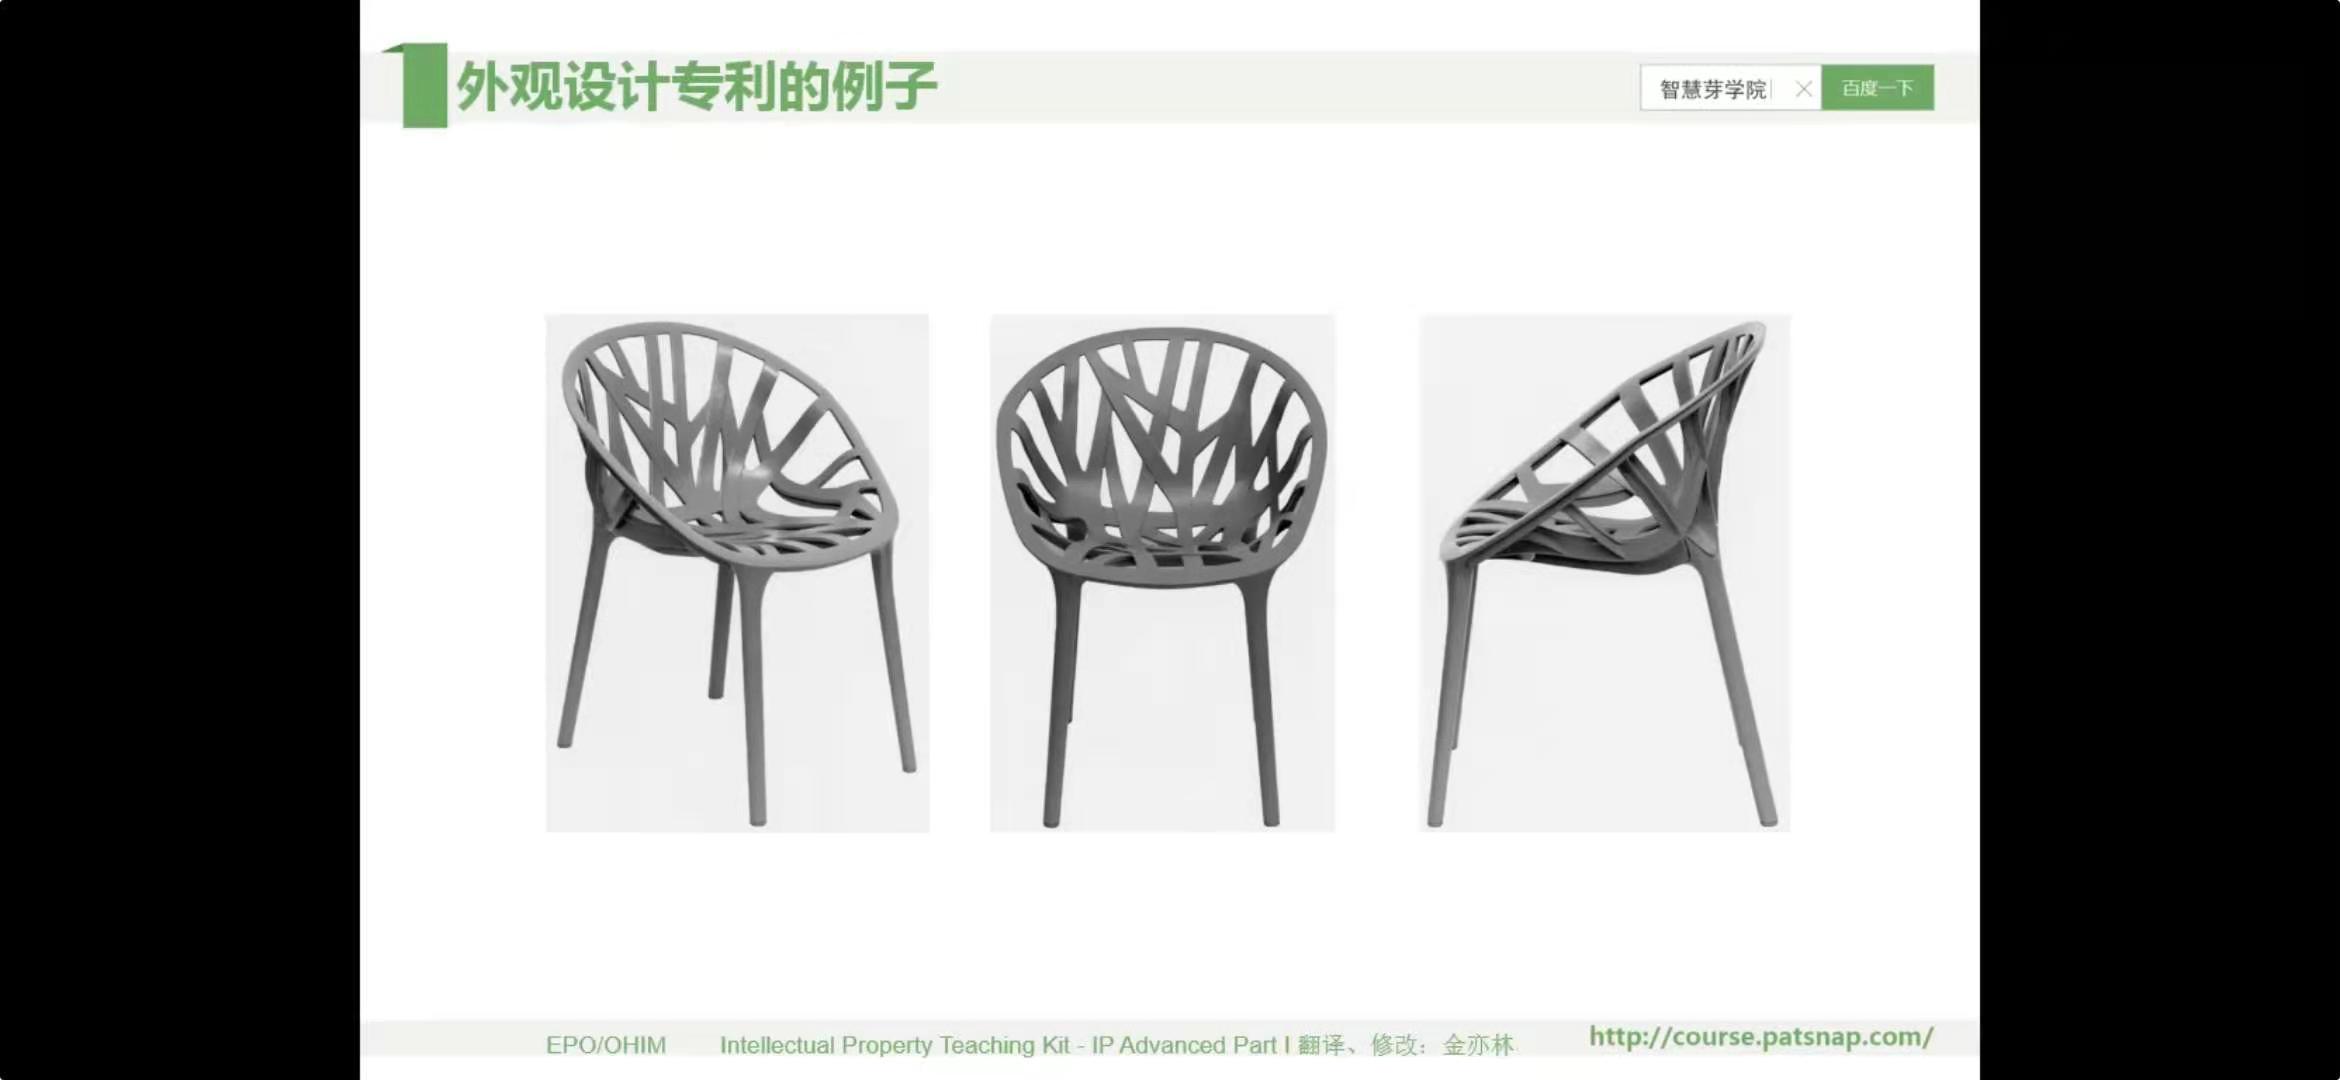 外观设计专利的例子
智慧芽学院
百度一下
EPO/OHIM Intellectual Property Teaching Kit - IP Advanced Part I 翻译、修改：金亦林
http://course.patsnap.com/